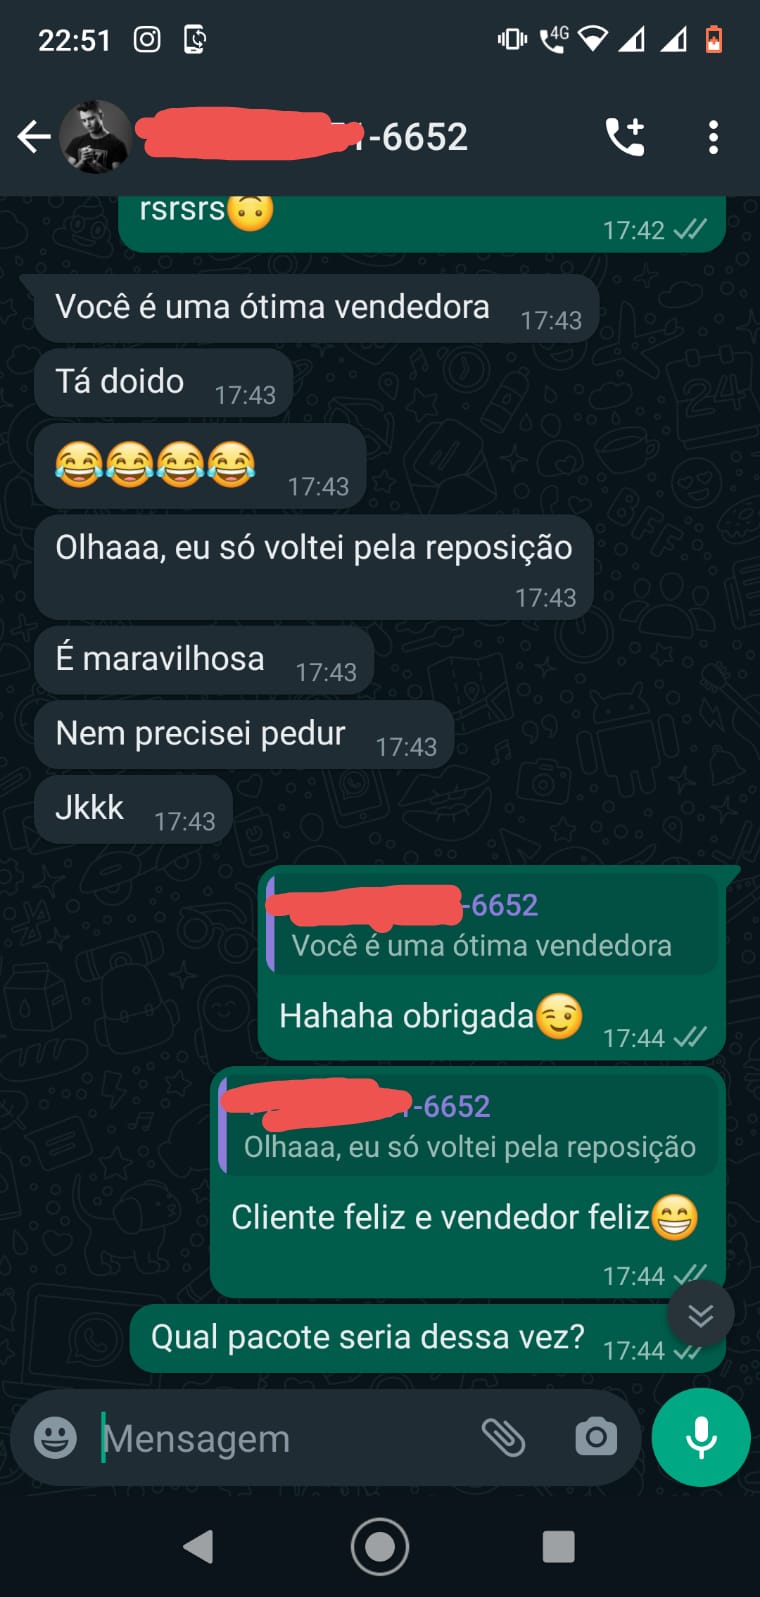 22:51
4G
-6652
rsrsrs🙃
17:42
Você é uma ótima vendedora 17:43
Tá doido 17:43
😂😂😂😂 17:43
Olhaaa, eu só voltei pela reposição
17:43
É maravilhosa 17:43
Nem precisei pedur 17:43
Jkkk 17:43
-6652
Você é uma ótima vendedora
Hahaha obrigada😉 17:44
-6652
Olhaaa, eu só voltei pela reposição
Cliente feliz e vendedor feliz😁
17:44
Qual pacote seria dessa vez? 17:44
Mensagem